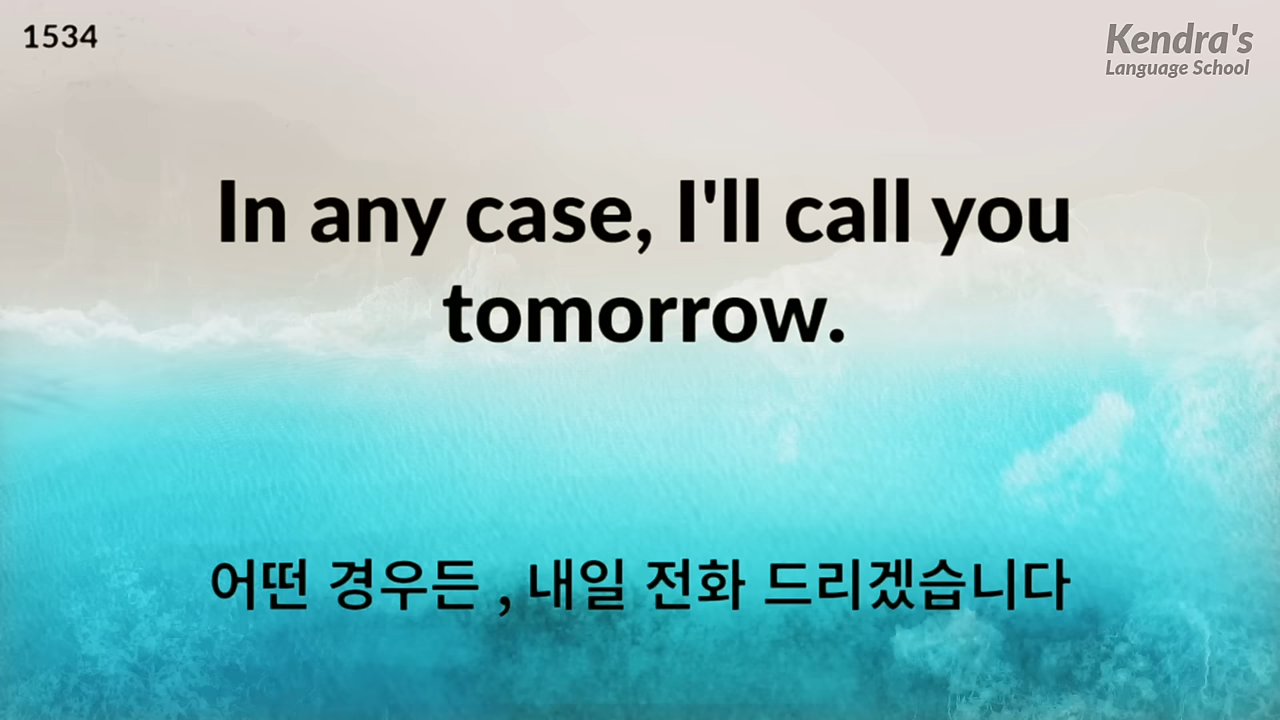 1534
Kendra's
Language School
In any case, I'll call you
tomorrow.
어떤 경우든 , 내일 전화 드리겠습니다